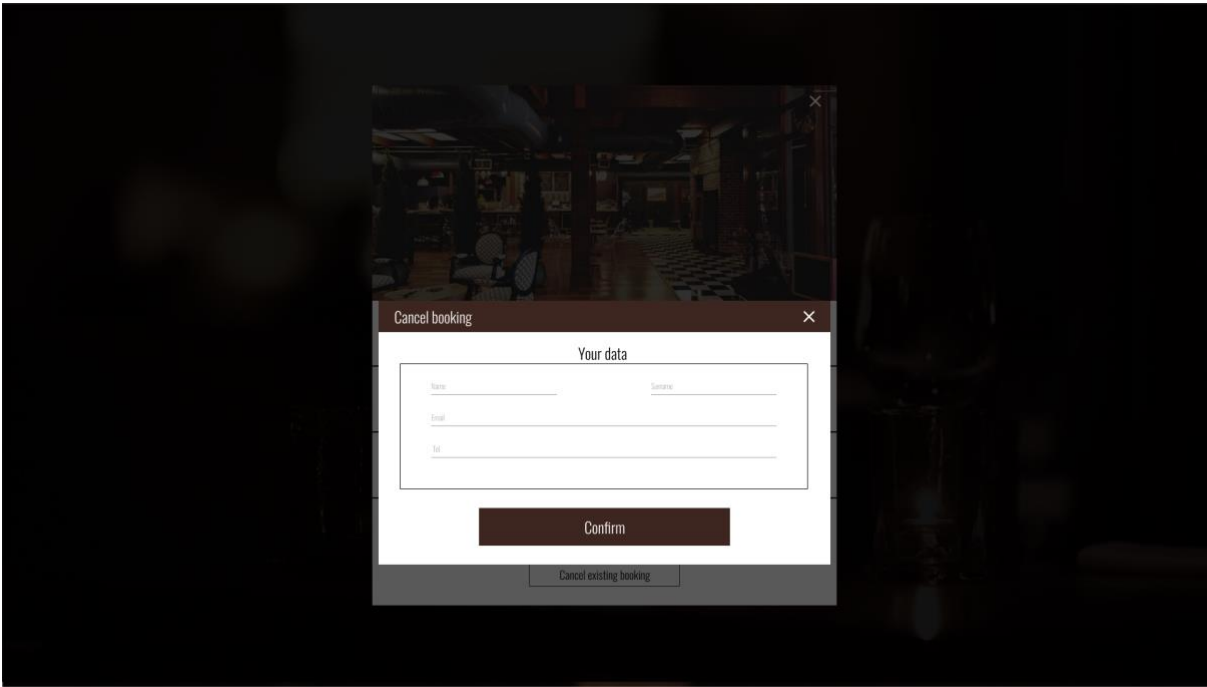 Cancel booking
Your data
Name
Surname
Email
Tel
Confirm
Cancel existing booking